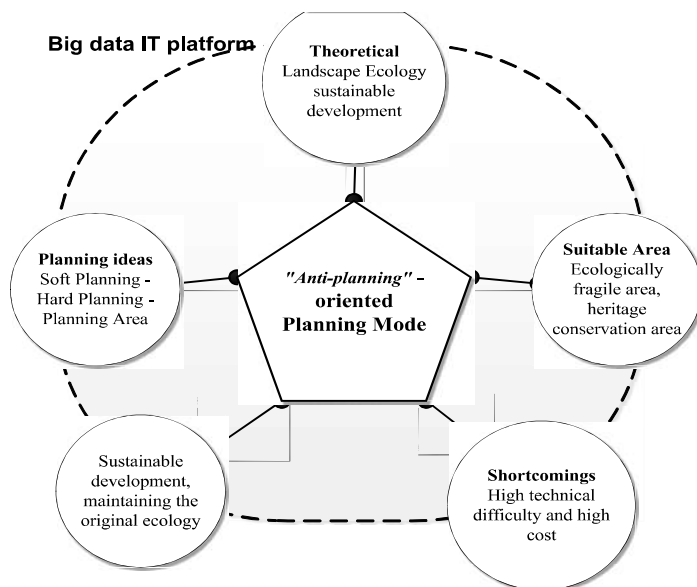 Big data IT platform
Theoretical
Landscape Ecology
sustainable
development
Planning ideas
Soft Planning -
Hard Planning -
Planning Area
"Anti-planning" -
oriented
Planning Mode
Suitable Area
Ecologically
fragile area,
heritage
conservation area
Sustainable
development,
maintaining the
original ecology
Shortcomings
High technical
difficulty and high
cost